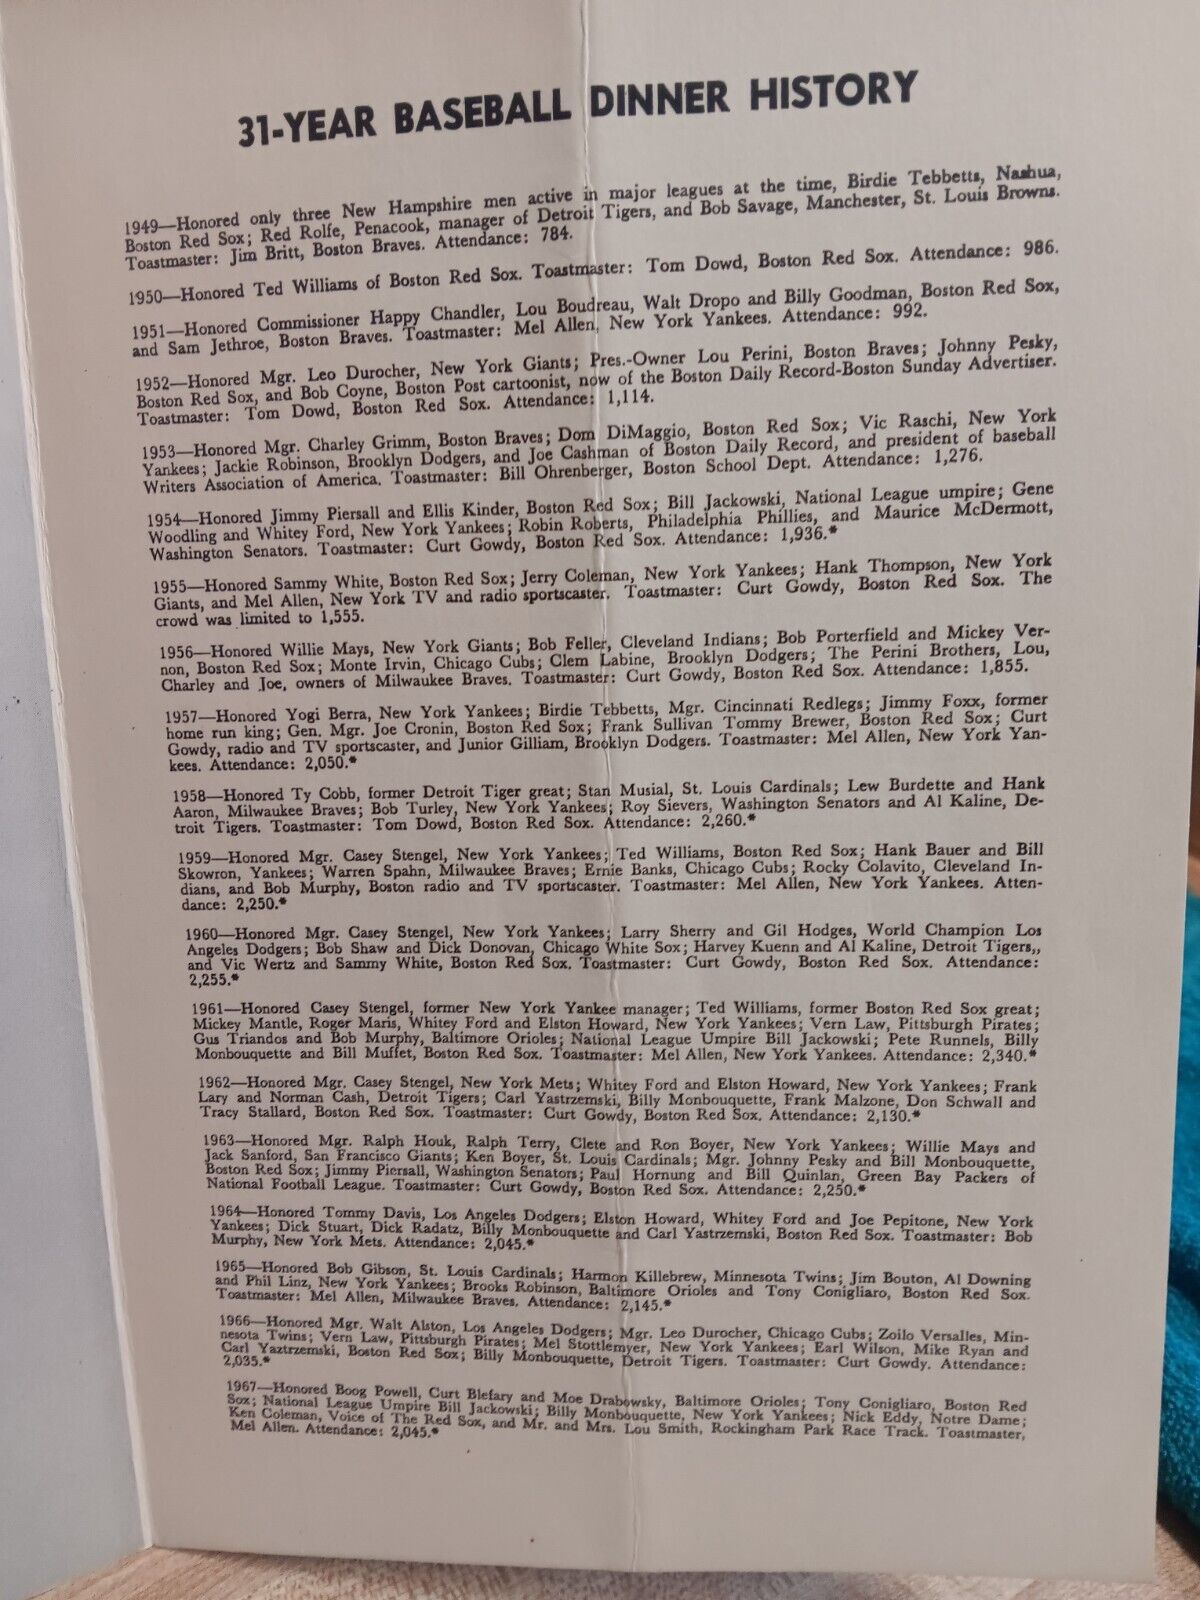 31-YEAR BASEBALL DINNER HISTORY
1949—Honored only three New Hampshire men active in major leagues at the time, Birdie Tebbetts, Nashua,
Boston Red Sox; Red Rolfe, Penacook, manager of Detroit Tigers, and Bob Savage, Manchester, St. Louis Browns.
Toastmaster: Jim Britt, Boston Braves. Attendance: 784.
1950—Honored Ted Williams of Boston Red Sox. Toastmaster: Tom Dowd, Boston Red Sox. Attendance: 986.
1951—Honored Commissioner Happy Chandler, Lou Boudreau, Walt Dropo and Billy Goodman, Boston Red Sox,
and Sam Jethroe, Boston Braves. Toastmaster: Mel Allen, New York Yankees. Attendance: 992.
1952—Honored Mgr. Leo Durocher, New York Giants; Pres.-Owner Lou Perini, Boston Braves; Johnny Pesky,
Boston Red Sox, and Bob Coyne, Boston Post cartoonist, now of the Boston Daily Record-Boston Sunday Advertiser.
Toastmaster: Tom Dowd, Boston Red Sox. Attendance: 1,114.
1953—Honored Mgr. Charley Grimm, Boston Braves; Dom DiMaggio, Boston Red Sox; Vic Raschi, New York
Yankees; Jackie Robinson, Brooklyn Dodgers, and Joe Cashman of Boston Daily Record, and president of baseball
Writers Association of America. Toastmaster: Bill Ohrenberger, Boston School Dept. Attendance: 1,276.
1954—Honored Jimmy Piersall and Ellis Kinder, Boston Red Sox; Bill Jackowski, National League umpire; Gene
Woodling and Whitey Ford, New York Yankees; Robin Roberts, Philadelphia Phillies, and Maurice McDermott,
Washington Senators. Toastmaster: Curt Gowdy, Boston Red Sox. Attendance: 1,936.*
1955—Honored Sammy White, Boston Red Sox; Jerry Coleman, New York Yankees; Hank Thompson, New York
Giants, and Mel Allen, New York TV and radio sportscaster. Toastmaster: Curt Gowdy, Boston Red Sox. The
crowd was limited to 1,555.
1956—Honored Willie Mays, New York Giants; Bob Feller, Cleveland Indians; Bob Porterfield and Mickey Ver-
non, Boston Red Sox; Monte Irvin, Chicago Cubs; Clem Labine, Brooklyn Dodgers; The Perini Brothers, Lou,
Charley and Joe, owners of Milwaukee Braves. Toastmaster: Curt Gowdy, Boston Red Sox. Attendance: 1,855.
1957—Honored Yogi Berra, New York Yankees; Birdie Tebbetts, Mgr. Cincinnati Redlegs; Jimmy Foxx, former
home run king; Gen. Mgr. Joe Cronin, Boston Red Sox; Frank Sullivan Tommy Brewer, Boston Red Sox; Curt
Gowdy, radio and TV sportscaster, and Junior Gilliam, Brooklyn Dodgers. Toastmaster: Mel Allen, New York Yan-
kees. Attendance: 2,050.*
1958—Honored Ty Cobb, former Detroit Tiger great; Stan Musial, St. Louis Cardinals; Lew Burdette and Hank
Aaron, Milwaukee Braves; Bob Turley, New York Yankees; Roy Sievers, Washington Senators and Al Kaline, De-
troit Tigers. Toastmaster: Tom Dowd, Boston Red Sox. Attendance: 2,260.*
1959—Honored Mgr. Casey Stengel, New York Yankees; Ted Williams, Boston Red Sox; Hank Bauer and Bill
Skowron, Yankees; Warren Spahn, Milwaukee Braves; Ernie Banks, Chicago Cubs; Rocky Colavito, Cleveland In-
dians, and Bob Murphy, Boston radio and TV sportscaster. Toastmaster: Mel Allen, New York Yankees. Atten-
dance: 2,250.*
1960—Honored Mgr. Casey Stengel, New York Yankees; Larry Sherry and Gil Hodges, World Champion Los
Angeles Dodgers; Bob Shaw and Dick Donovan, Chicago White Sox; Harvey Kuenn and Al Kaline, Detroit Tigers,,
and Vic Wertz and Sammy White, Boston Red Sox. Toastmaster: Curt Gowdy, Boston Red Sox. Attendance:
2,255.*
1961—Honored Casey Stengel, former New York Yankee manager; Ted Williams, former Boston Red Sox great;
Mickey Mantle, Roger Maris, Whitey Ford and Elston Howard, New York Yankees; Vern Law, Pittsburgh Pirates;
Gus Triandos and Bob Murphy, Baltimore Orioles; National League Umpire Bill Jackowski; Pete Runnels, Billy
Monbouquette and Bill Muffet, Boston Red Sox. Toastmaster: Mel Allen, New York Yankees. Attendance: 2,340.*
1962—Honored Mgr. Casey Stengel, New York Mets; Whitey Ford and Elston Howard, New York Yankees; Frank
Lary and Norman Cash, Detroit Tigers; Carl Yastrzemski, Billy Monbouquette, Frank Malzone, Don Schwall and
Tracy Stallard, Boston Red Sox. Toastmaster: Curt Gowdy, Boston Red Sox. Attendance: 2,130.*
1963—Honored Mgr. Ralph Houk, Ralph Terry, Clete and Ron Boyer, New York Yankees; Willie Mays and
Jack Sanford, San Francisco Giants; Ken Boyer, St. Louis Cardinals; Mgr. Johnny Pesky and Bill Monbouquette,
Boston Red Sox; Jimmy Piersall, Washington Senators; Paul Hornung and Bill Quinlan, Green Bay Packers of
National Football League. Toastmaster: Curt Gowdy, Boston Red Sox. Attendance: 2,250.*
1964—Honored Tommy Davis, Los Angeles Dodgers; Elston Howard, Whitey Ford and Joe Pepitone, New York
Yankees; Dick Stuart, Dick Radatz, Billy Monbouquette and Carl Yastrzemski, Boston Red Sox. Toastmaster: Bob
Murphy, New York Mets. Attendance: 2,045.*
1965—Honored Bob Gibson, St. Louis Cardinals; Harmon Killebrew, Minnesota Twins; Jim Bouton, Al Downing
and Phil Linz, New York Yankees; Brooks Robinson, Baltimore Orioles and Tony Conigliaro, Boston Red Sox.
Toastmaster: Mel Allen, Milwaukee Braves. Attendance: 2,145.*
1966—Honored Mgr. Walt Alston, Los Angeles Dodgers; Mgr. Leo Durocher, Chicago Cubs; Zoilo Versalles, Min-
nesota Twins; Vern Law, Pittsburgh Pirates; Mel Stottlemyer, New York Yankees; Earl Wilson, Mike Ryan and
Carl Yaztrzemski, Boston Red Sox; Billy Monbouquette, Detroit Tigers. Toastmaster: Curt Gowdy. Attendance:
2,035.*
1967—Honored Boog Powell, Curt Blefary and Moe Drabowsky, Baltimore Orioles; Tony Conigliaro, Boston Red
Sox; National League Umpire Bill Jackowski; Billy Monbouquette, New York Yankees; Nick Eddy, Notre Dame;
Ken Coleman, Voice of The Red Sox, and Mr. and Mrs. Lou Smith, Rockingham Park Race Track. Toastmaster,
Mel Allen. Attendance: 2,045.*